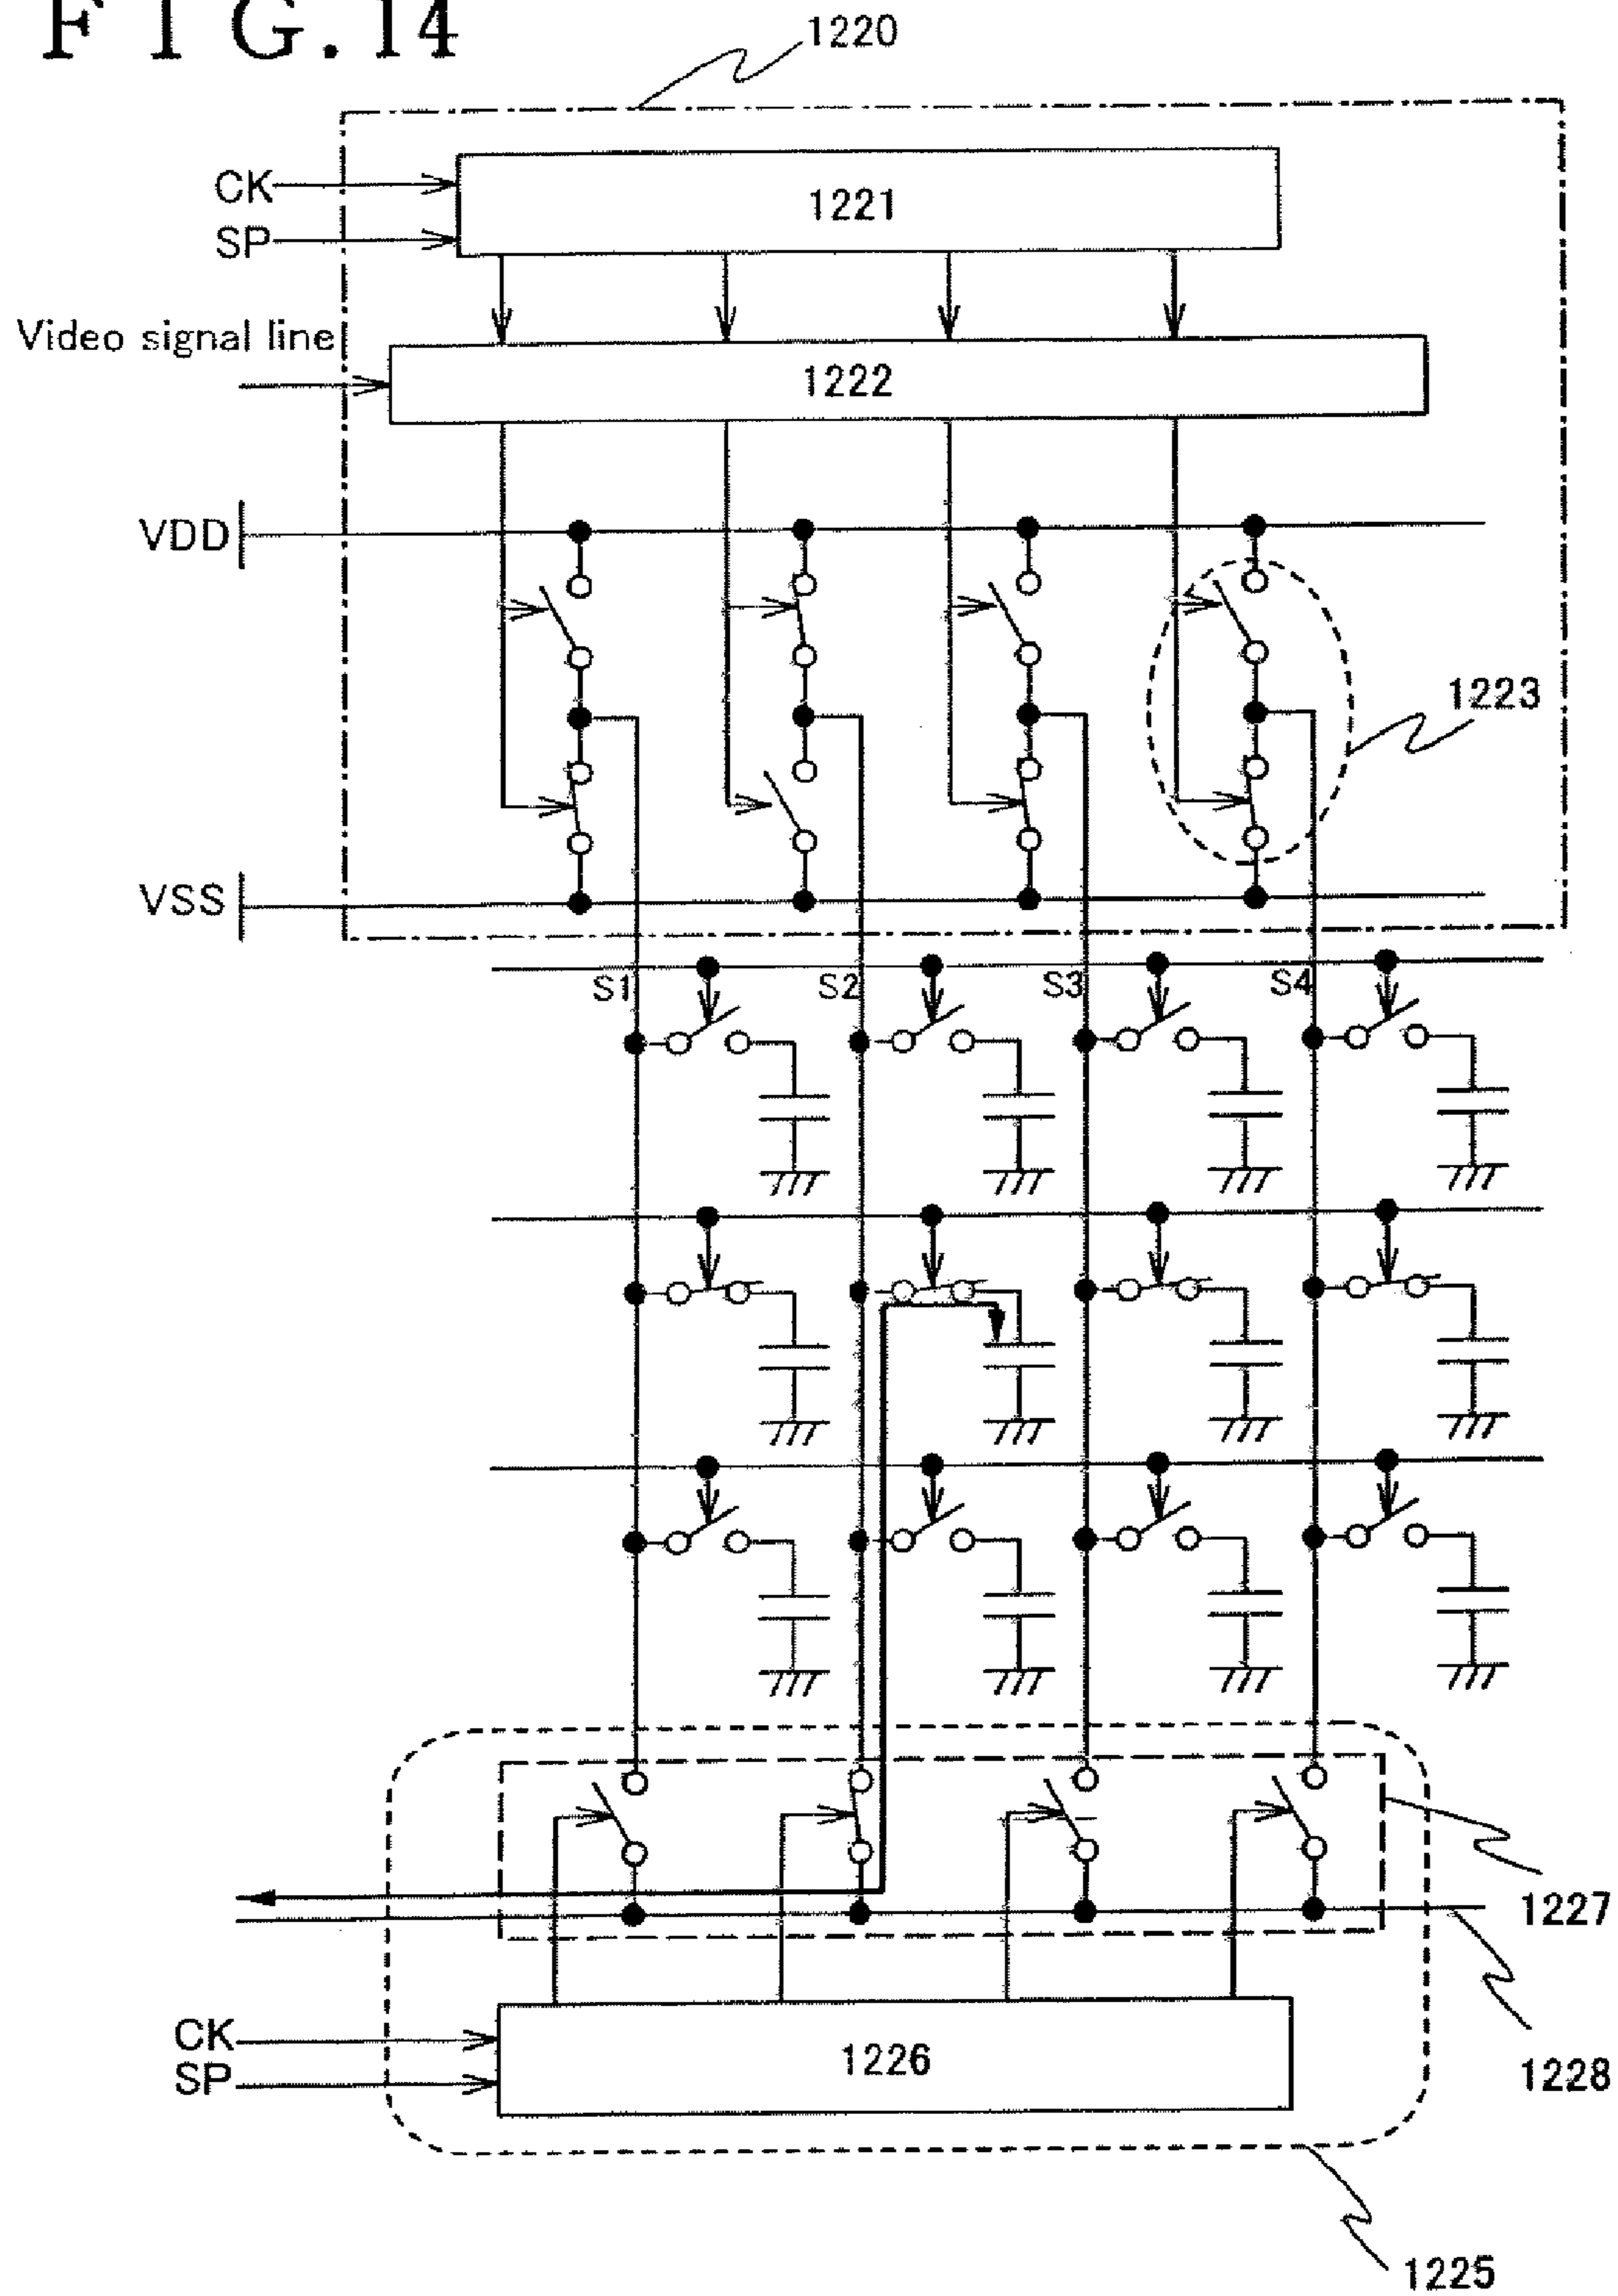 FIG.14
1220
CK
1221
SP
Video signal line
1222
VDD
1223
VSS
S1 S2 S3 S4
1227
CK
1226
SP
1228
1225